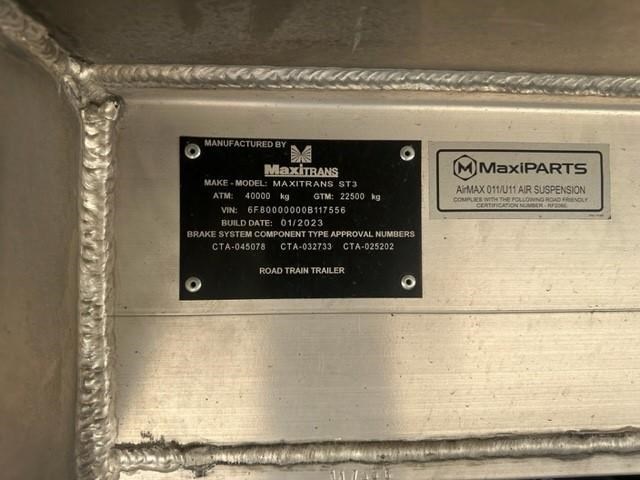 MANUFACTURED BY
MaxiTRANS
MAKE - MODEL: MAXITRANS ST3
ATM: 40000 kg GTM: 22500 kg
VIN: 6F80000000B117556
BUILD DATE: 01/2023
BRAKE SYSTEM COMPONENT TYPE APPROVAL NUMBERS
CTA-045078 CTA-032733 CTA-025202
ROAD TRAIN TRAILER
MaxiPARTS
AirMAX 011/U11 AIR SUSPENSION
COMPLIES WITH THE FOLLOWING ROAD FRIENDLY
CERTIFICATION NUMBER - RF2060.